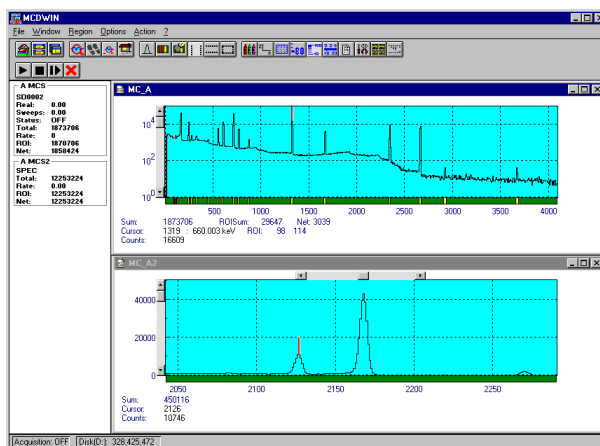 MCDWIN
File Window Region Options Action ?
A MCS
SD0002
Real: 0.00
Sweeps: 0.00
Status: OFF
Total: 1873706
Rate: 0
ROI: 1870706
Net: 1858424
A MCS2
SPEC
Total: 12253224
Rate: 0.00
ROI: 12253224
Net: 12253224
MC_A
10^4
10^2
10^0
500 1000 1500 2000 2500 3000 3500 4000
Sum: 1873706 ROISum: 29647 Net: 3039
Cursor: 1319 : 660.003 keV ROI: 98 114
Counts: 16609
MC_A2
40000
20000
0
2050 2100 2150 2200 2250
Sum: 450116
Cursor: 2126
Counts: 10746
Acquisition: OFF Disk(D:): 328,425,472